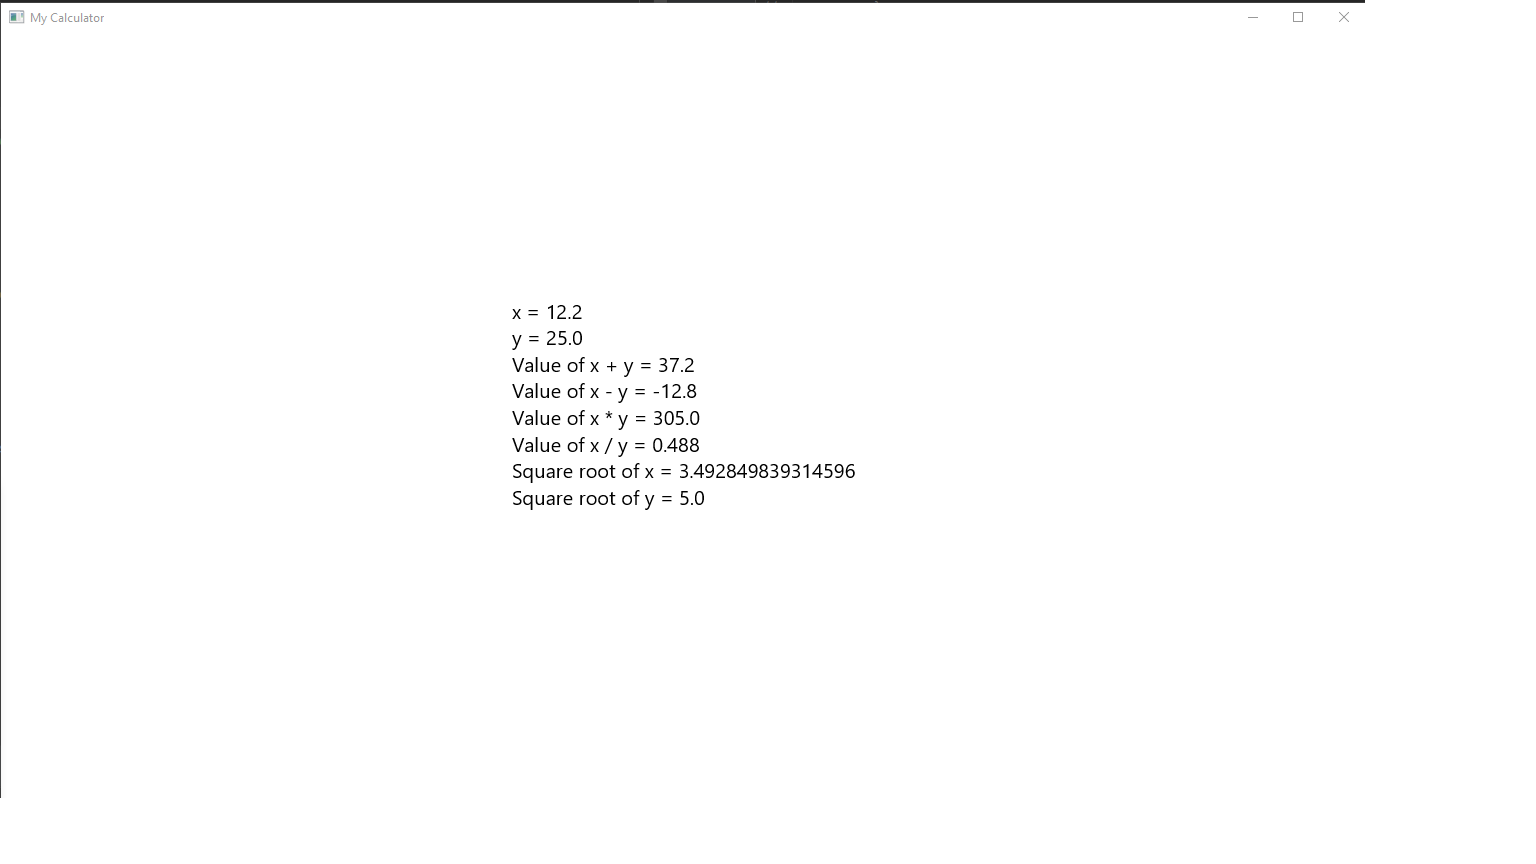 My Calculator
x = 12.2
y = 25.0
Value of x + y = 37.2
Value of x - y = -12.8
Value of x * y = 305.0
Value of x / y = 0.488
Square root of x = 3.492849839314596
Square root of y = 5.0